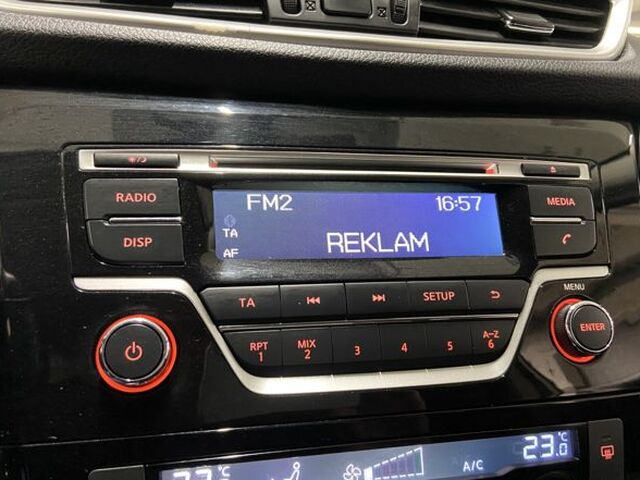 RADIO
FM2 16:57
MEDIA
DISP
TA
AF
REKLAM
TA
SETUP
MENU
RPT
1
MIX
2
3
4
5
A-Z
6
ENTER
°C
A/C
23.0 °C